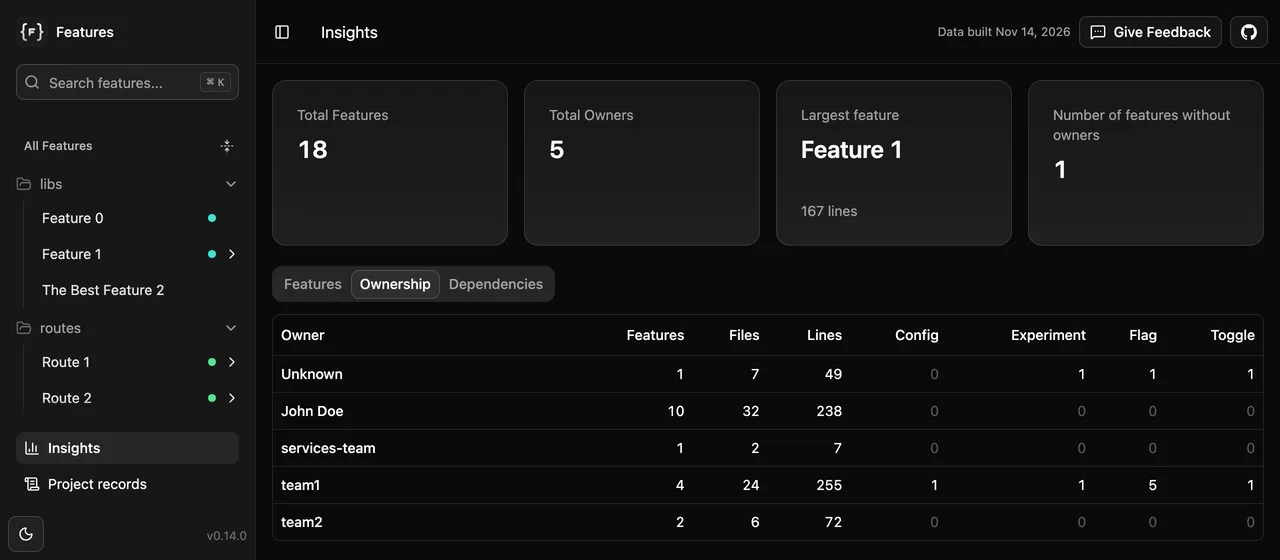 {F} Features
Search features... ⌘ K
All Features
libs
Feature 0
Feature 1
The Best Feature 2
routes
Route 1
Route 2
Insights
Project records
v0.14.0
Insights
Data built Nov 14, 2026
Give Feedback
Total Features
18
Total Owners
5
Largest feature
Feature 1
167 lines
Number of features without
owners
1
Features Ownership Dependencies
Owner Features Files Lines Config Experiment Flag Toggle
Unknown 1 7 49 0 1 1 1
John Doe 10 32 238 0 0 0 0
services-team 1 2 7 0 0 0 0
team1 4 24 255 1 1 5 1
team2 2 6 72 0 0 0 0